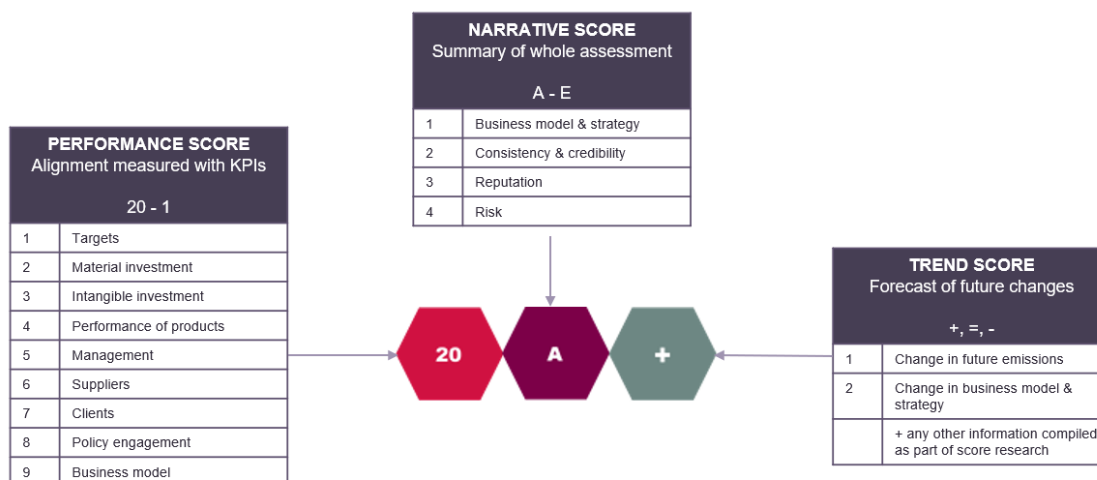 NARRATIVE SCORE
Summary of whole assessment
A - E
1 Business model & strategy
2 Consistency & credibility
3 Reputation
4 Risk
PERFORMANCE SCORE
Alignment measured with KPIs
20 - 1
1 Targets
2 Material investment
3 Intangible investment
4 Performance of products
5 Management
6 Suppliers
7 Clients
8 Policy engagement
9 Business model
20 A +
TREND SCORE
Forecast of future changes
+, =, -
1 Change in future emissions
2 Change in business model &
strategy
+ any other information compiled
as part of score research